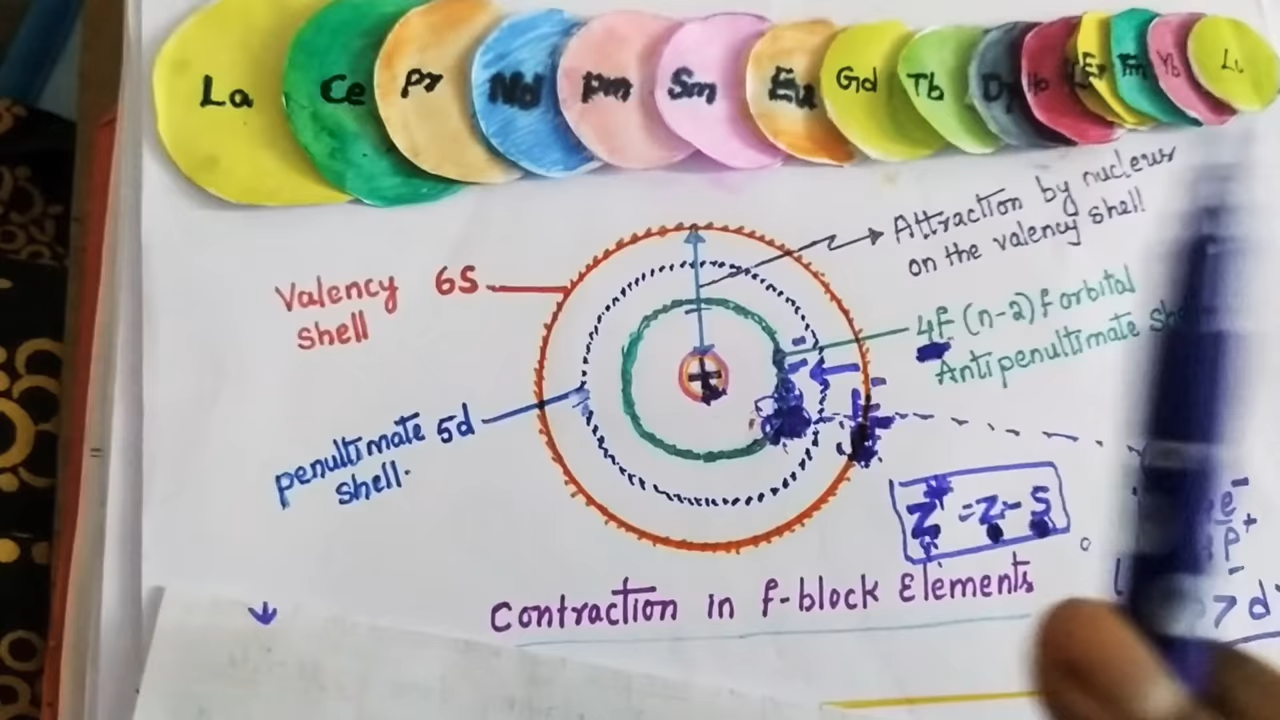 La Ce Pr Nd Pm Sm Eu Gd Tb Dy Ho Er Tm Yb Lu
Attraction by nucleus
on the valency shell
Valency 6S
shell
4f (n-2) f orbital
Antipenultimate
penultimate 5d
shell.
+
Z* = Z - S
e-
P+
> d
Contraction in f-block Elements